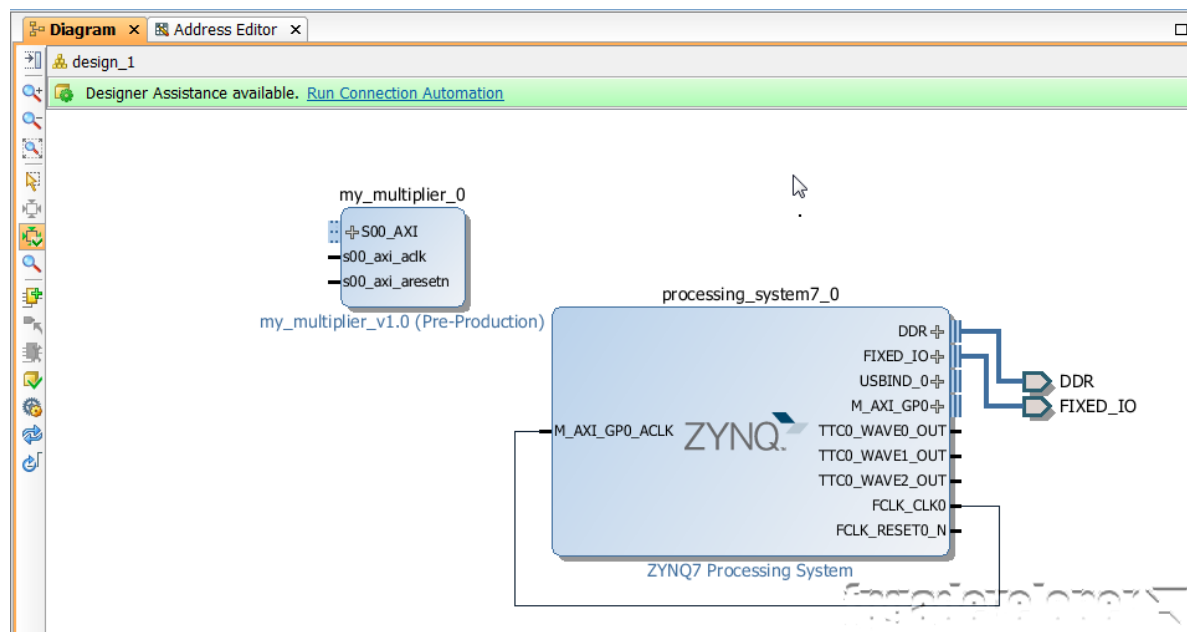 Diagram × Address Editor ×
design_1
Designer Assistance available. Run Connection Automation
my_multiplier_0
S00_AXI
s00_axi_aclk
s00_axi_aresetn
my_multiplier_v1.0 (Pre-Production)
processing_system7_0
DDR
FIXED_IO
USBIND_0
M_AXI_GP0
M_AXI_GP0_ACLK
ZYNQ
TTC0_WAVE0_OUT
TTC0_WAVE1_OUT
TTC0_WAVE2_OUT
FCLK_CLK0
FCLK_RESET0_N
ZYNQ7 Processing System
DDR
FIXED_IO